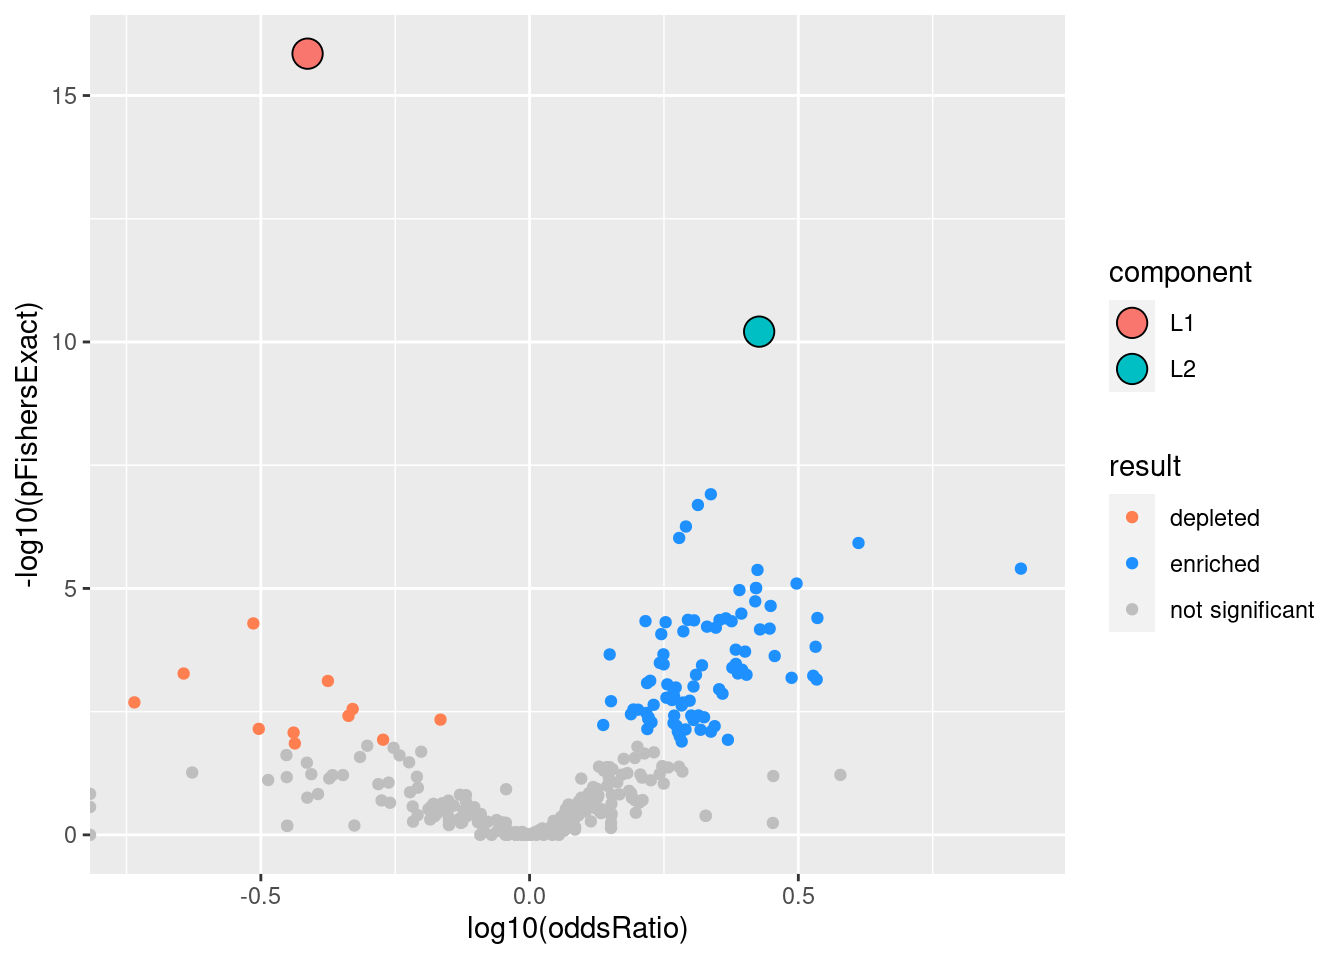 15
10
5
0
-0.5
0.0
0.5
log10(oddsRatio)
-log10(pFishersExact)
component
L1
L2
result
depleted
enriched
not significant